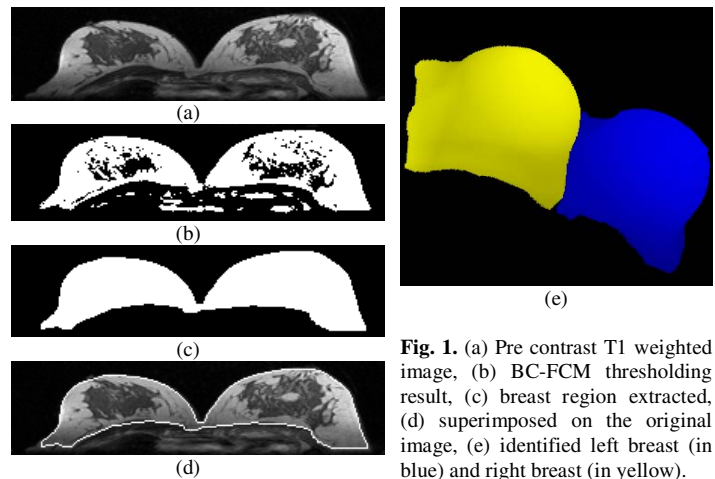 (a)
(b)
(c)
(d)
(e)
Fig. 1. (a) Pre contrast T1 weighted
image, (b) BC-FCM thresholding
result, (c) breast region extracted,
(d) superimposed on the original
image, (e) identified left breast (in
blue) and right breast (in yellow).